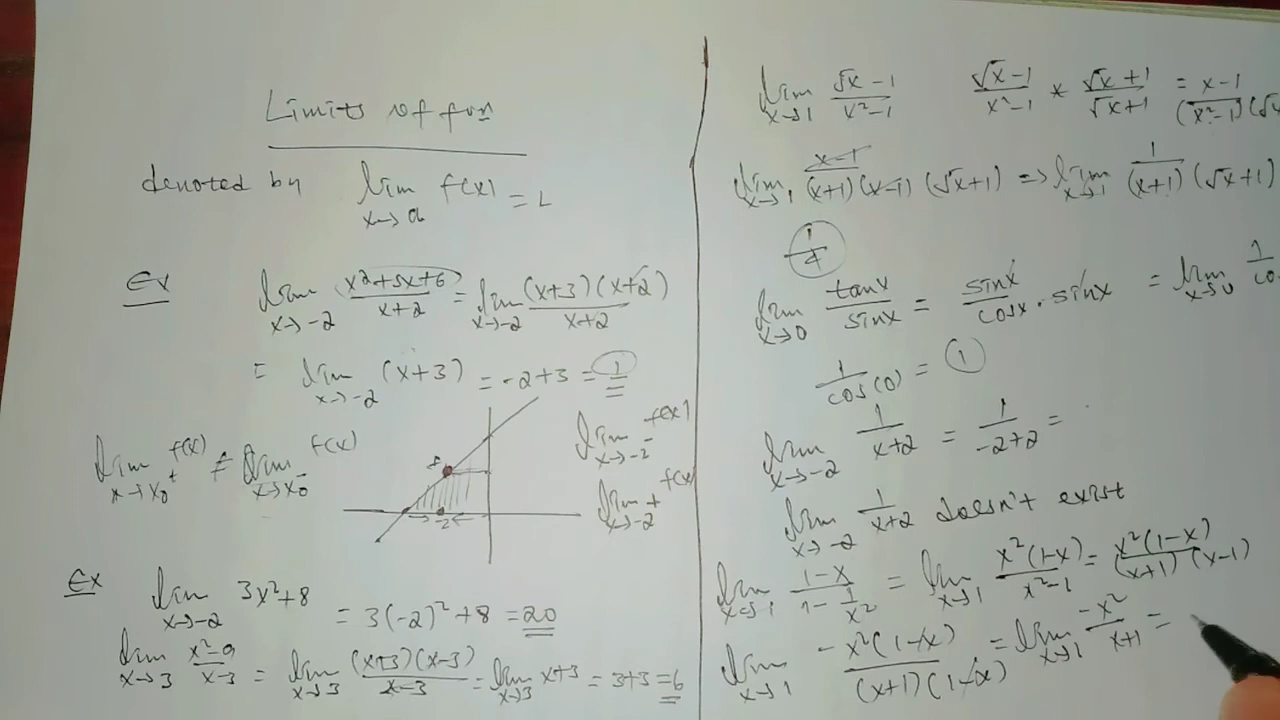 Limits of fun
denoted by lim x→a f(x) = L
Ex lim x→-2 (x²+5x+6)/(x+2) = lim x→-2 (x+3)(x+2)/(x+2)
= lim x→-2 (x+3) = -2+3 = 1
lim x→x₀⁺ f(x) ≠ lim x→x₀⁻ f(x)
-2
lim x→-2⁻ f(x)
lim x→-2⁺ f(x)
Ex lim x→-2 3x²+8 = 3(-2)²+8 = 20
lim x→3 (x²-9)/(x-3) = lim x→3 (x+3)(x-3)/(x-3) = lim x→3 x+3 = 3+3 = 6
lim x→1 (√x-1)/(x²-1) (√x-1)/(x²-1) * (√x+1)/(√x+1) = (x-1)/(x²-1)(√x
lim x→1 (x-1)/(x+1)(x-1)(√x+1) => lim x→1 1/(x+1)(√x+1)
1/4
lim x→0 tanx/sinx = sinx/cosx · sinx = lim x→0 1/co
1/cos(0) = 1
lim x→-2 1/(x+2) = 1/(-2+2) =
lim x→-2 1/(x+2) doesn't exist
lim x→1 (1-x)/(1-1/x²) = lim x→1 x²(1-x)/(x²-1) = x²(1-x)/(x+1)(x-1)
lim x→1 -x²(1-x)/(x+1)(1-x) = lim x→1 -x²/(x+1) =